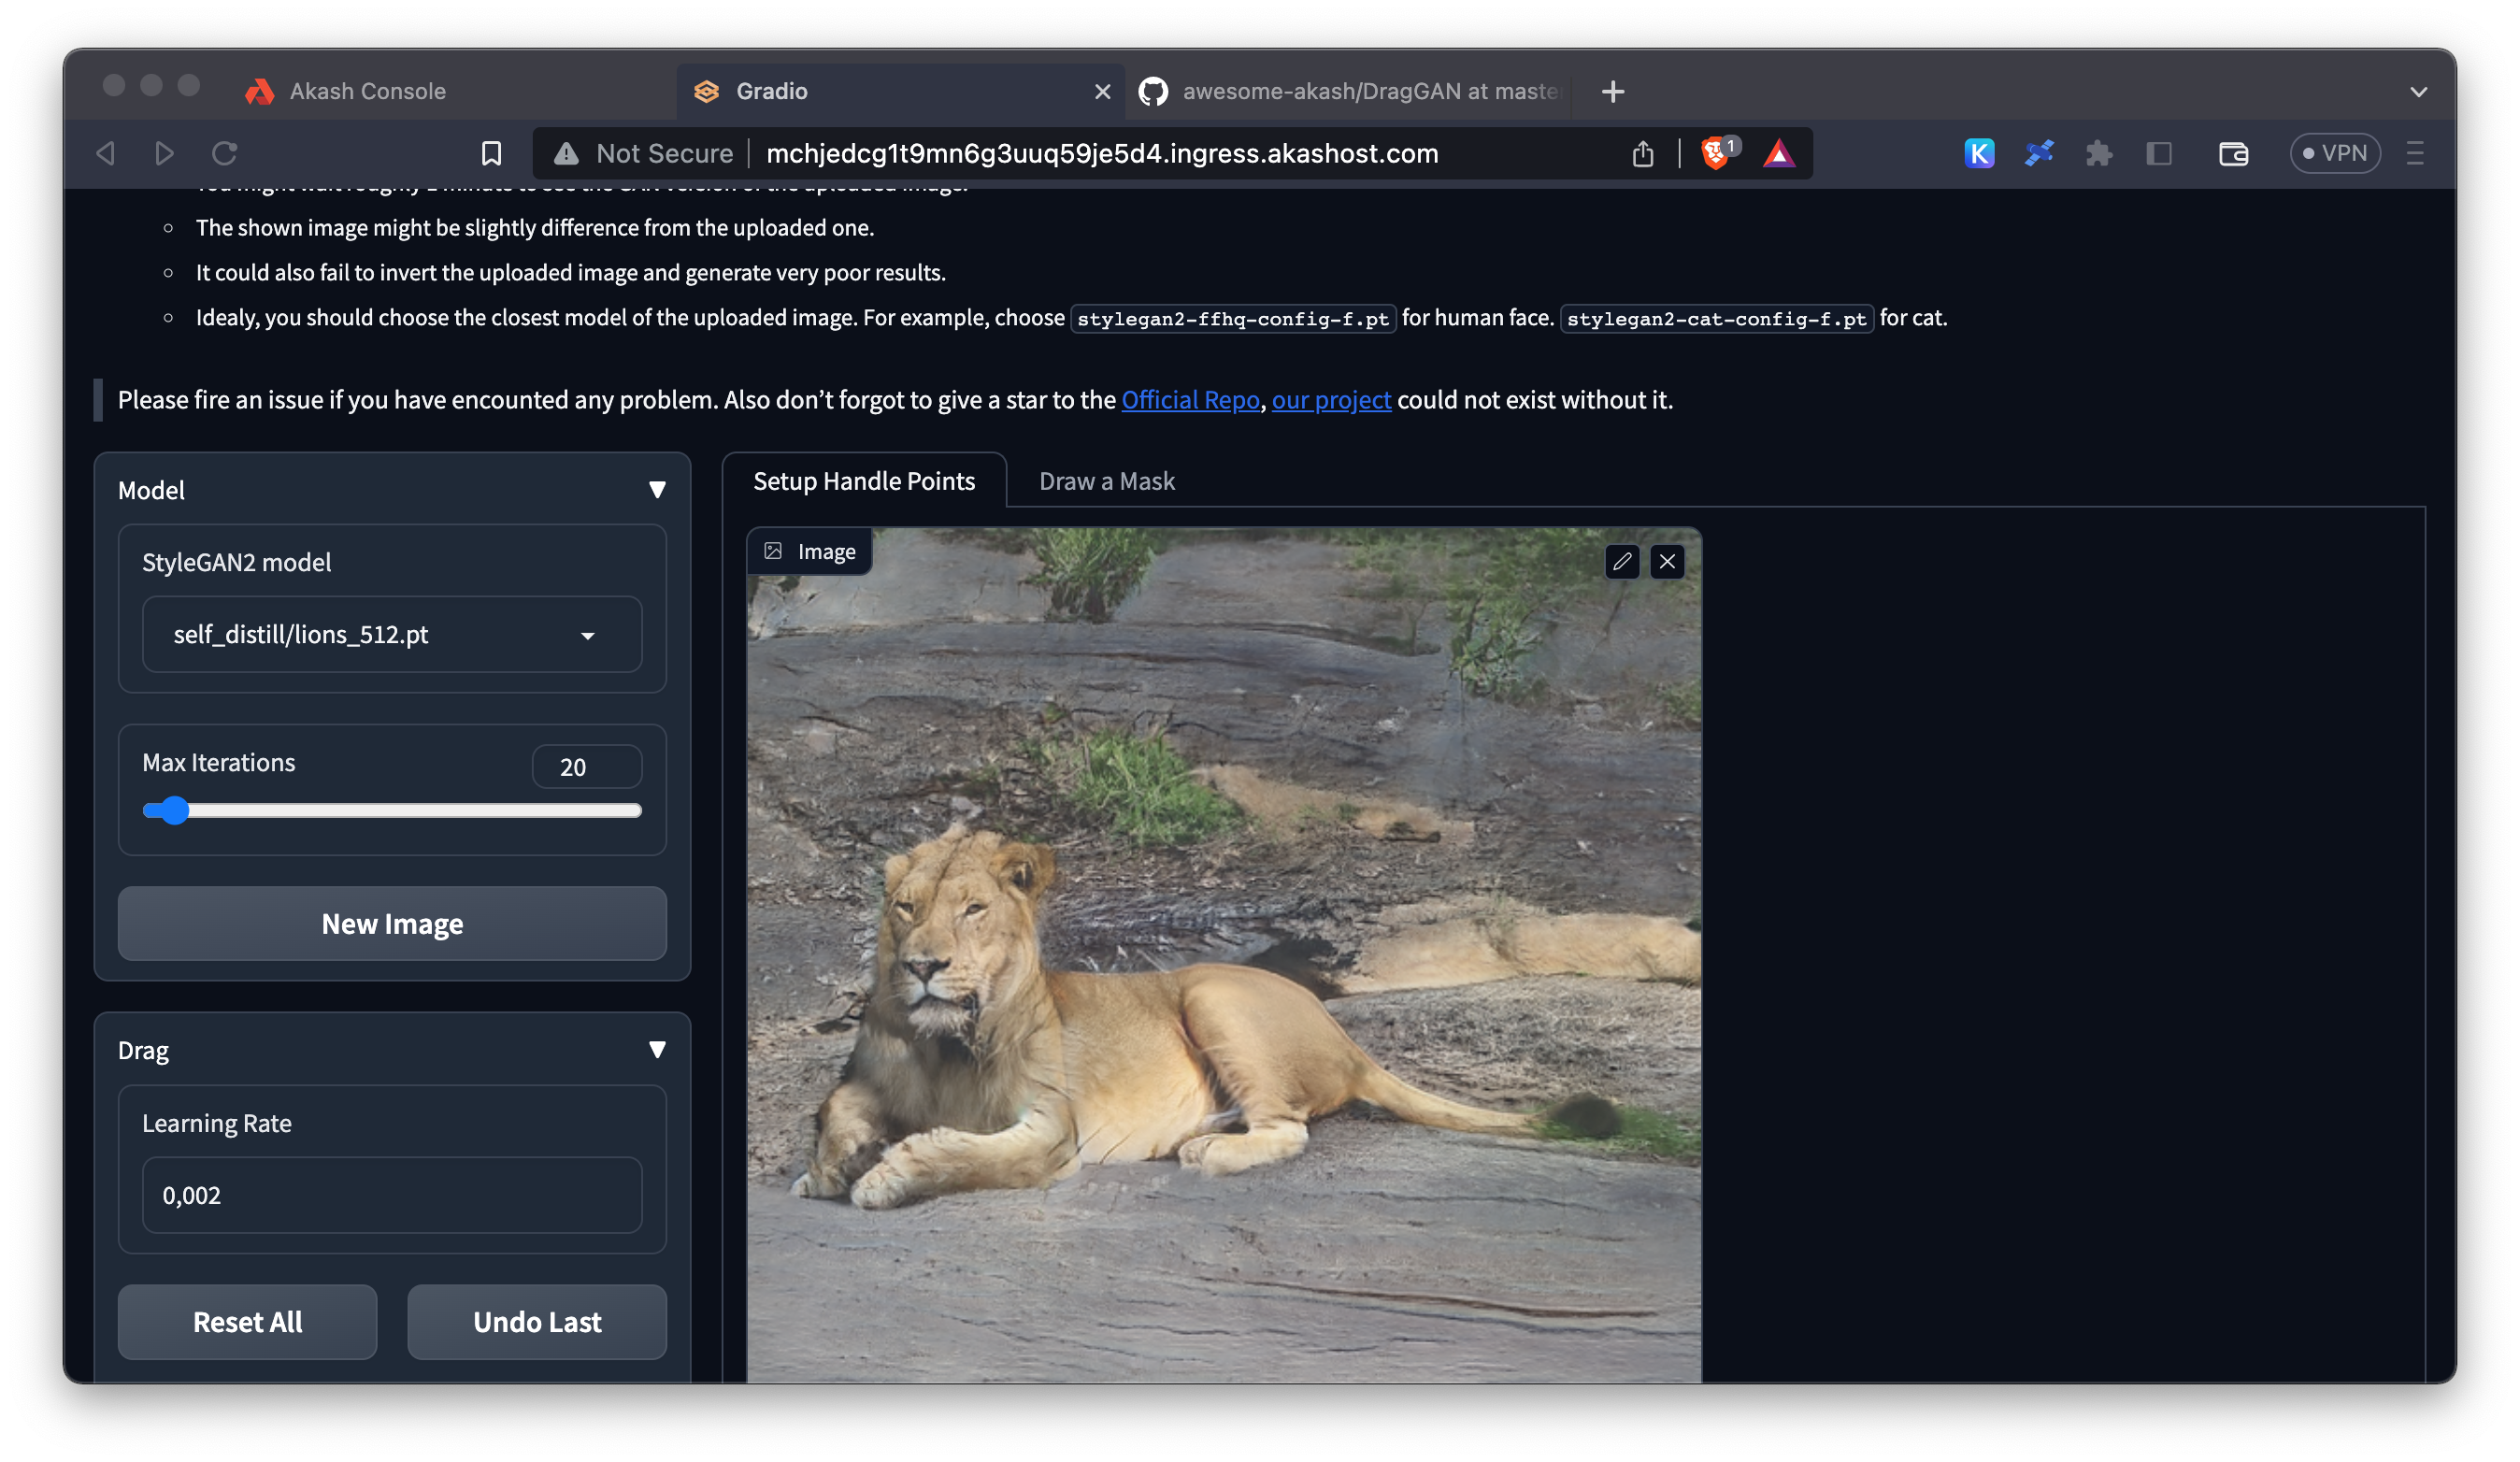 Akash Console
Gradio
awesome-akash/DragGAN at maste
Not Secure
mchjedcg1t9mn6g3uuq59je5d4.ingress.akashost.com
1
K
VPN
The shown image might be slightly difference from the uploaded one.
It could also fail to invert the uploaded image and generate very poor results.
Idealy, you should choose the closest model of the uploaded image. For example, choose stylegan2-ffhq-config-f.pt for human face. stylegan2-cat-config-f.pt for cat.
Please fire an issue if you have encounted any problem. Also don’t forgot to give a star to the Official Repo, our project could not exist without it.
Model
StyleGAN2 model
self_distill/lions_512.pt
Max Iterations
20
New Image
Drag
Learning Rate
0,002
Reset All
Undo Last
Setup Handle Points
Draw a Mask
Image